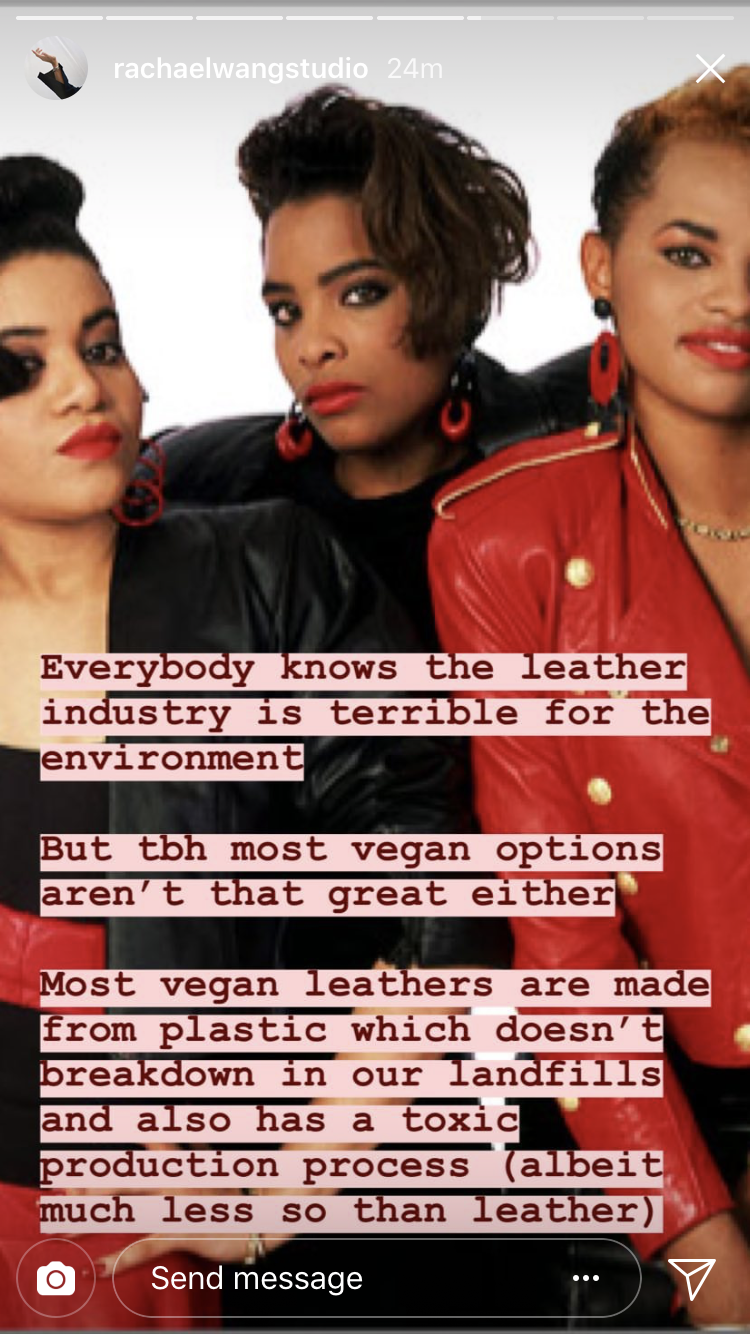 rachaelwangstudio 24m
Everybody knows the leather
industry is terrible for the
environment
But tbh most vegan options
aren't that great either
Most vegan leathers are made
from plastic which doesn't
breakdown in our landfills
and also has a toxic
production process (albeit
much less so than leather)
Send message